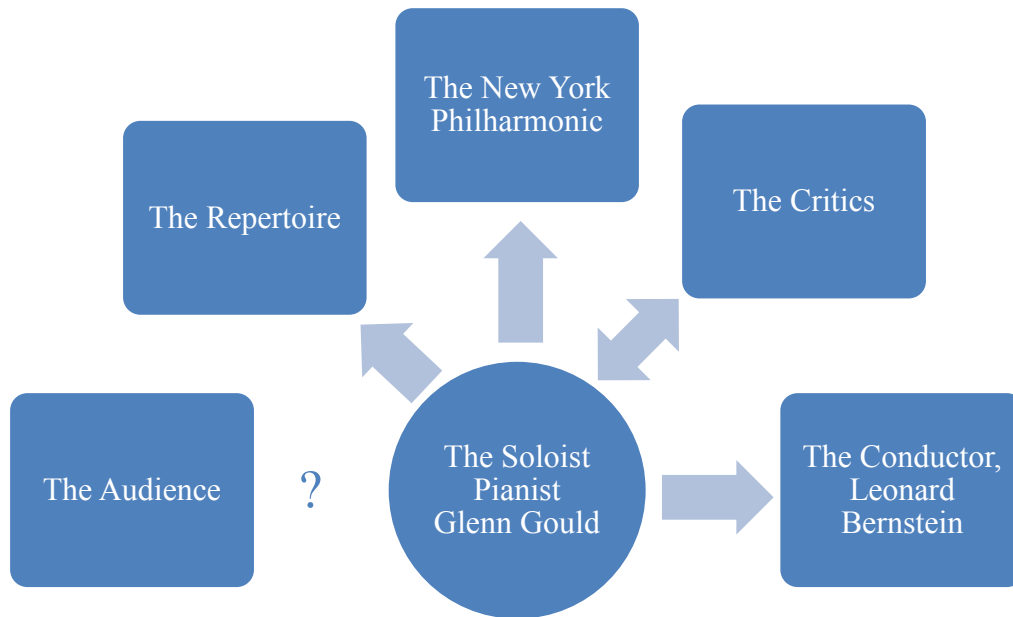 The New York
Philharmonic
The Critics
The Repertoire
The Audience
?
The Soloist
Pianist
Glenn Gould
The Conductor,
Leonard
Bernstein